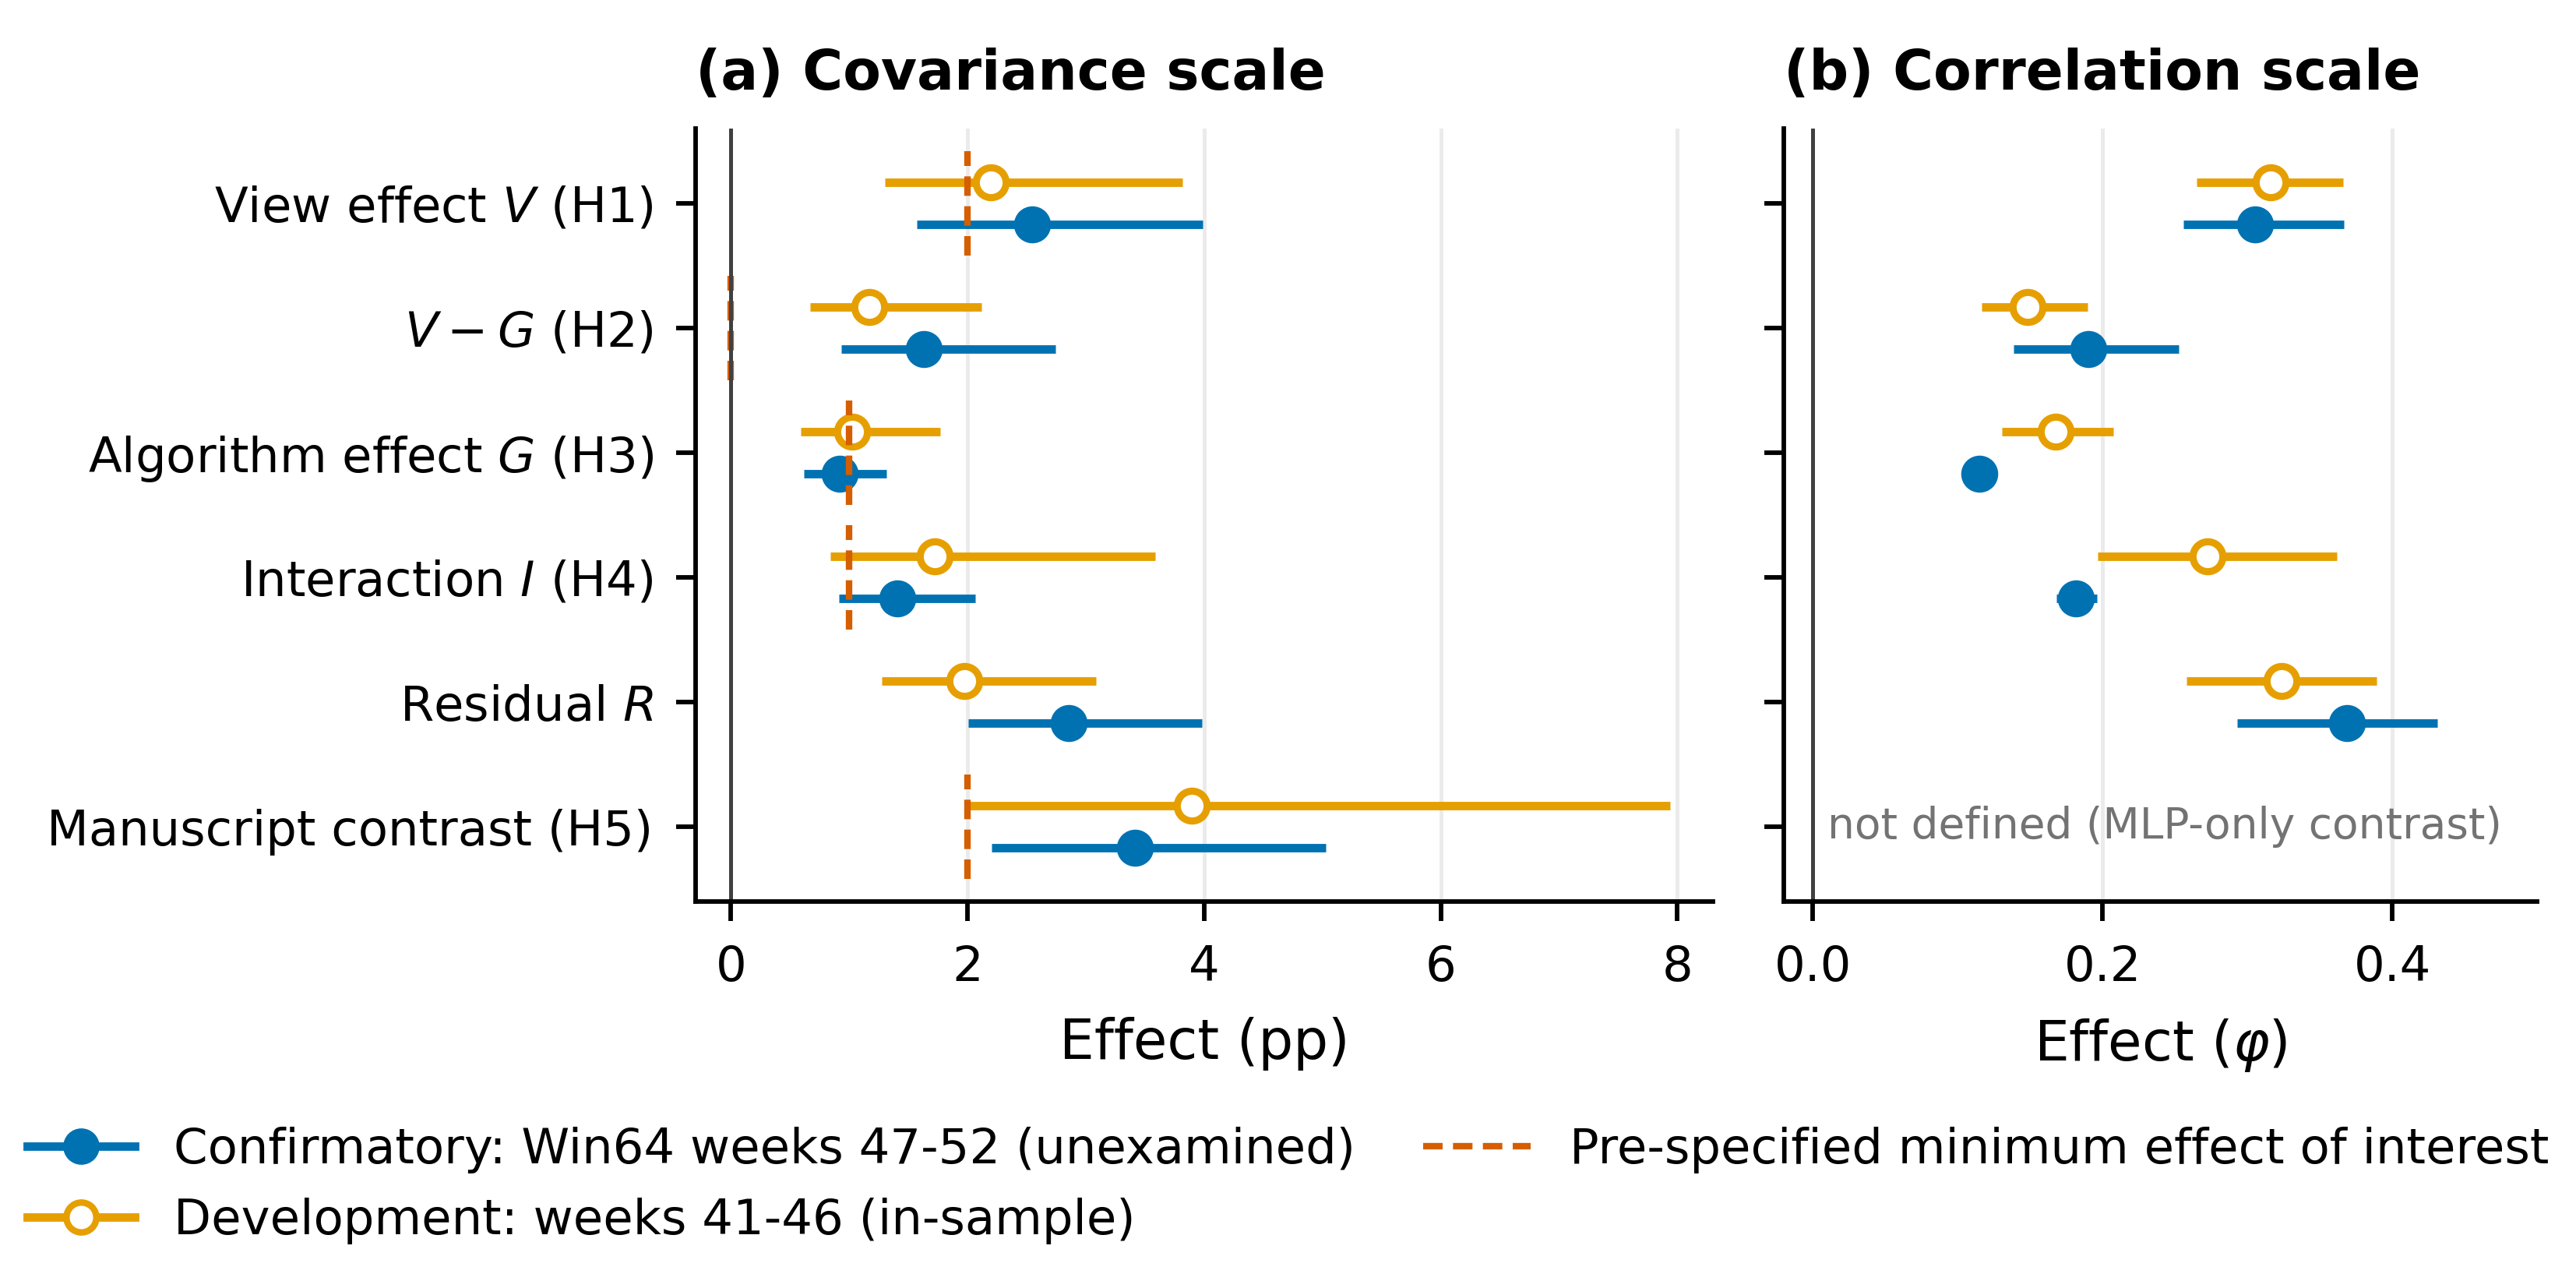 (a) Covariance scale
(b) Correlation scale
View effect V (H1)
V − G (H2)
Algorithm effect G (H3)
Interaction I (H4)
Residual R
Manuscript contrast (H5)
not defined (MLP-only contrast)
0 2 4 6 8
0.0 0.2 0.4
Effect (pp)
Effect (φ)
Confirmatory: Win64 weeks 47-52 (unexamined)
Development: weeks 41-46 (in-sample)
Pre-specified minimum effect of interest